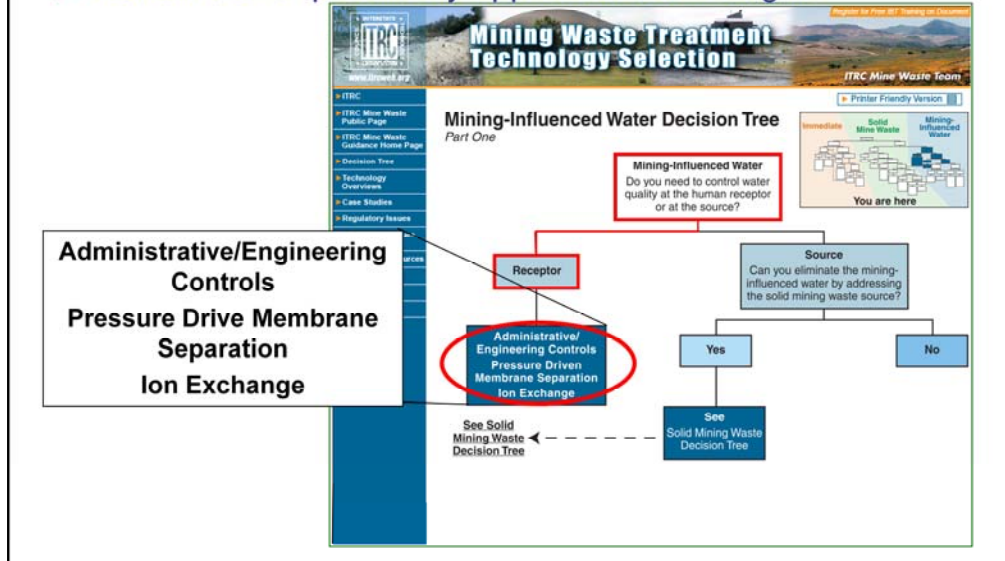 INTERSTATE
ITRC
www.itrcweb.org
Mining Waste Treatment
Technology Selection
Register for Free IBT Training on Document
ITRC Mine Waste Team
ITRC
ITRC Mine Waste
Public Page
ITRC Mine Waste
Guidance Home Page
Decision Tree
Technology
Overviews
Case Studies
Regulatory Issues
Printer Friendly Version
Mining-Influenced Water Decision Tree
Part One
Immediate
Solid
Mine Waste
Mining-
Influenced
Water
You are here
Mining-Influenced Water
Do you need to control water
quality at the human receptor
or at the source?
Receptor
Source
Can you eliminate the mining-
influenced water by addressing
the solid mining waste source?
Administrative/Engineering
Controls
Pressure Drive Membrane
Separation
Ion Exchange
Administrative/
Engineering Controls
Pressure Driven
Membrane Separation
Ion Exchange
Yes
No
See Solid
Mining Waste
Decision Tree
See
Solid Mining Waste
Decision Tree